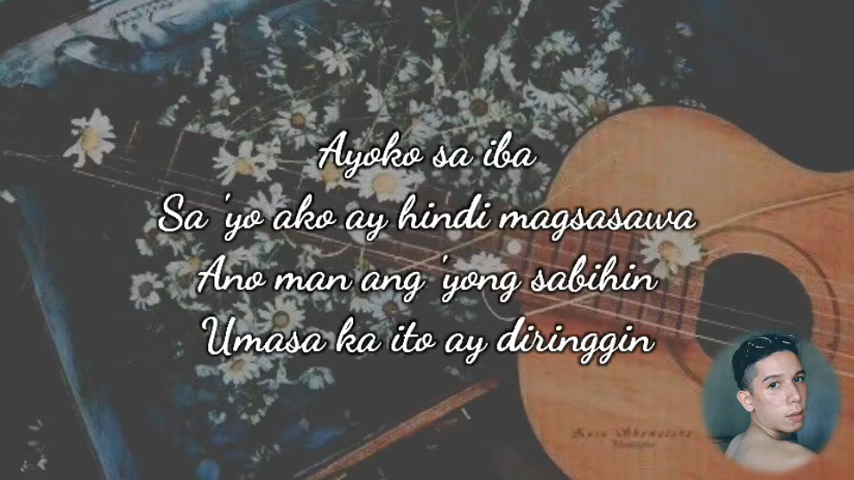 Ayoko sa iba
Sa 'yo ako ay hindi magsasawa
Ano man ang 'yong sabihin
Umasa ka ito ay diringgin